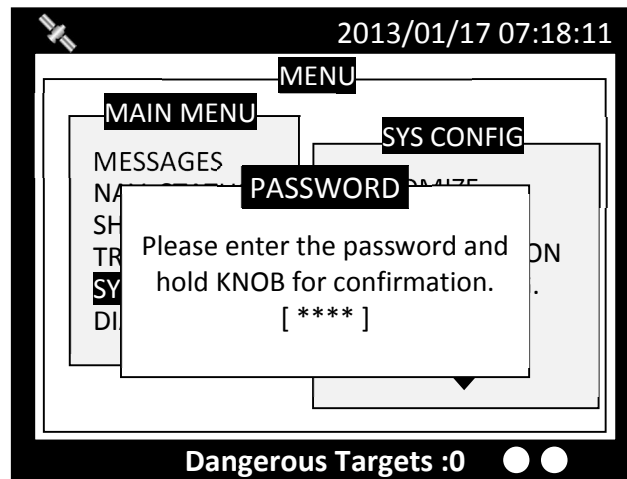 2013/01/17 07:18:11
MENU
MAIN MENU
SYS CONFIG
MESSAGES
PASSWORD
Please enter the password and
hold KNOB for confirmation.
[ **** ]
Dangerous Targets :0